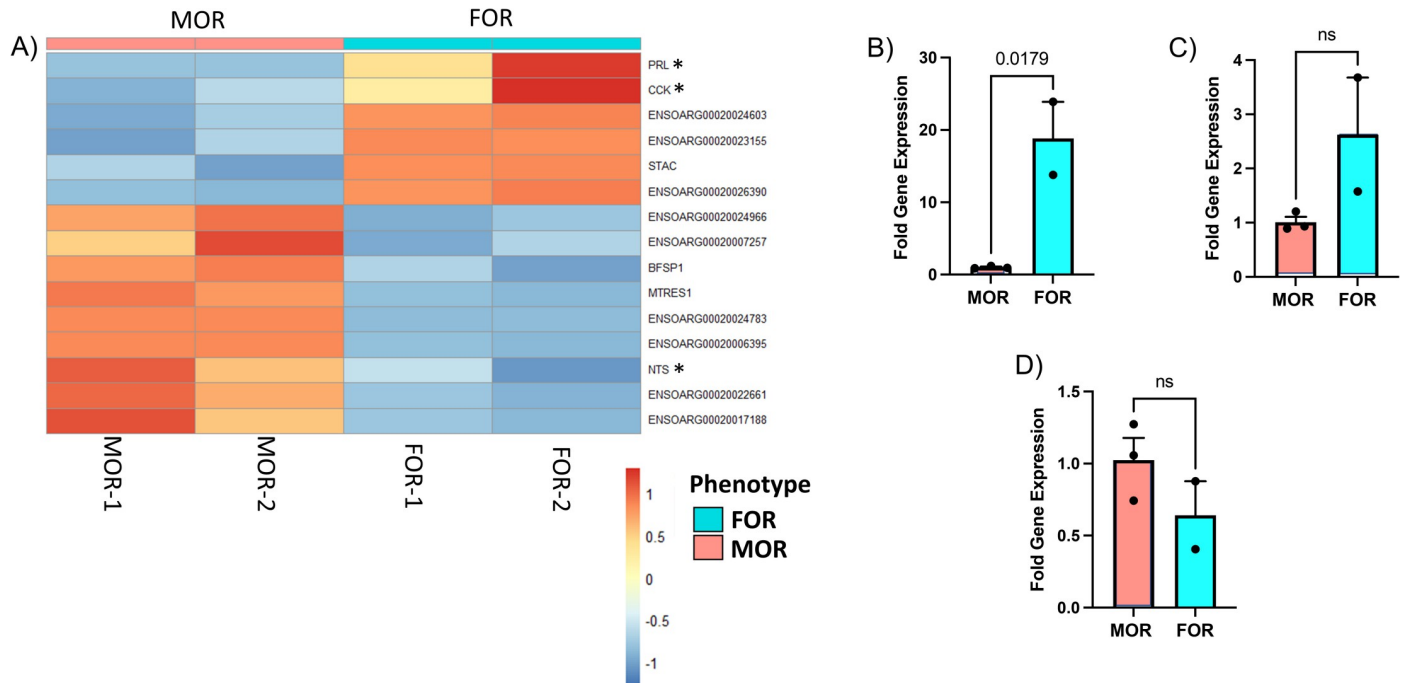 MOR FOR
A)
PRL *
CCK *
ENSOARG00020024603
ENSOARG00020023155
STAC
ENSOARG00020026390
ENSOARG00020024966
ENSOARG00020007257
BFSP1
MTRES1
ENSOARG00020024783
ENSOARG00020006395
NTS *
ENSOARG00020022661
ENSOARG00020017188
MOR-1 MOR-2 FOR-1 FOR-2
1
0.5
0
-0.5
-1
Phenotype
FOR
MOR
B)
Fold Gene Expression
30
20
10
0
0.0179
MOR FOR
C)
Fold Gene Expression
4
3
2
1
0
ns
MOR FOR
D)
Fold Gene Expression
1.5
1.0
0.5
0.0
ns
MOR FOR